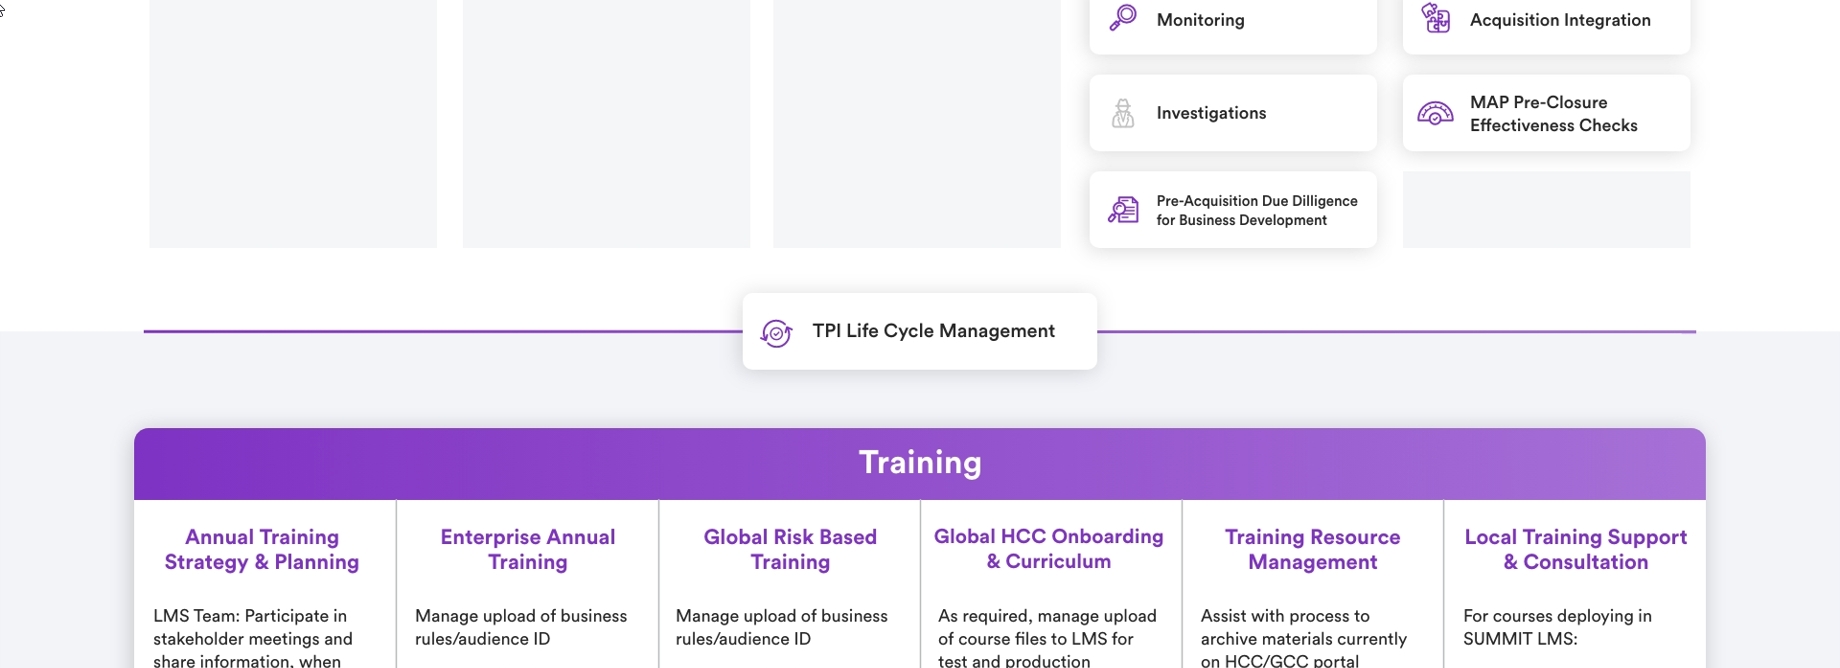 Monitoring
Acquisition Integration
Investigations
MAP Pre-Closure
Effectiveness Checks
Pre-Acquisition Due Dilligence
for Business Development
TPI Life Cycle Management
Training
Annual Training
Strategy & Planning
LMS Team: Participate in
stakeholder meetings and
share information, when
Enterprise Annual
Training
Manage upload of business
rules/audience ID
Global Risk Based
Training
Manage upload of business
rules/audience ID
Global HCC Onboarding
& Curriculum
As required, manage upload
of course files to LMS for
test and production
Training Resource
Management
Assist with process to
archive materials currently
on HCC/GCC portal
Local Training Support
& Consultation
For courses deploying in
SUMMIT LMS: